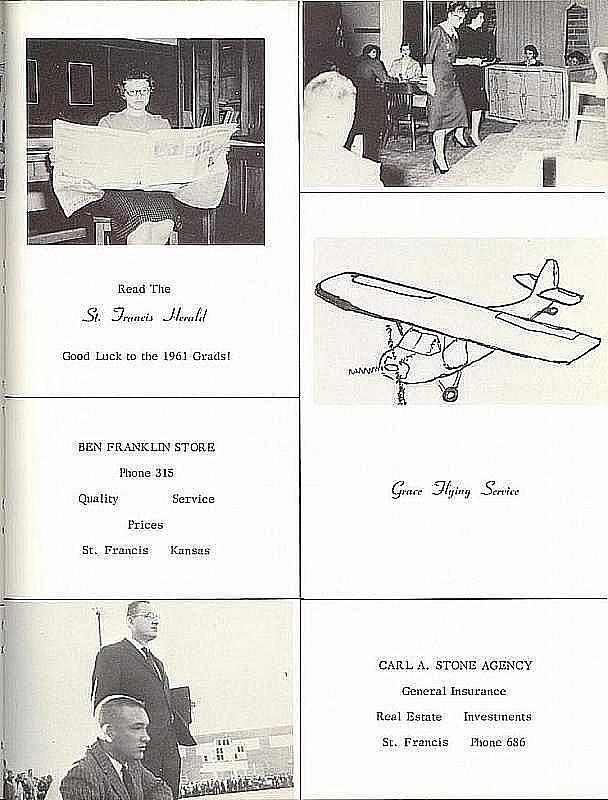 Read The
St. Francis Herald
Good Luck to the 1961 Grads!
BEN FRANKLIN STORE
Phone 315
Quality Service
Prices
St. Francis Kansas
Grace Flying Service
CARL A. STONE AGENCY
General Insurance
Real Estate Investments
St. Francis Phone 686